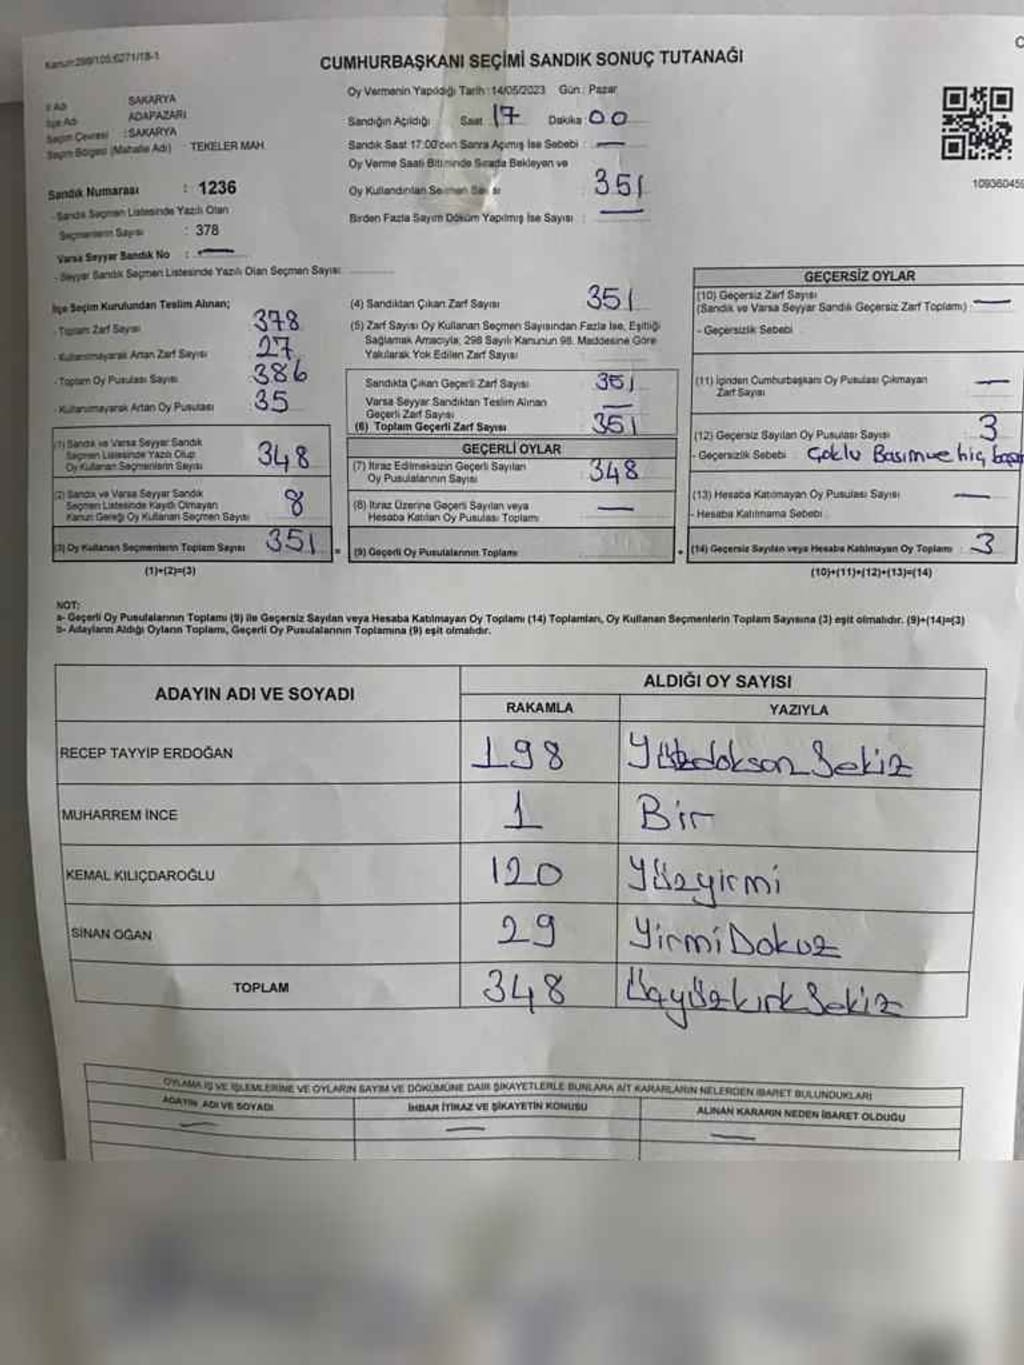 Kanun:298/105;6271/18-1
CUMHURBAŞKANI SEÇİMİ SANDIK SONUÇ TUTANAĞI
İl Adı SAKARYA
İlçe Adı ADAPAZARI
Seçim Çevresi : SAKARYA
Seçim Bölgesi (Mahalle Adı) TEKELER MAH.
Sandık Numarası : 1236
- Sandık Seçmen Listesinde Yazılı Olan
Seçmenlerin Sayısı : 378
Varsa Seyyar Sandık No : —
- Seyyar Sandık Seçmen Listesinde Yazılı Olan Seçmen Sayısı:
Oy Vermenin Yapıldığı Tarih : 14/05/2023 Gün : Pazar
Sandığın Açıldığı Saat : 17 Dakika : 00
Sandık Saat 17:00'den Sonra Açımış İse Sebebi : —
Oy Verme Saati Bitiminde Sırada Bekleyen ve
Oy Kullandırılan Seçmen Sayısı 351
Birden Fazla Sayım Döküm Yapılmış İse Sayısı : —
109360459
İlçe Seçim Kurulundan Teslim Alınan;
- Toplam Zarf Sayısı 378
- Kullanılmayarak Artan Zarf Sayısı 27
- Toplam Oy Pusulası Sayısı 386
- Kullanılmayarak Artan Oy Pusulası 35
(1) Sandık ve Varsa Seyyar Sandık
Seçmen Listesinde Yazılı Olup
Oy Kullanan Seçmenlerin Sayısı 348
(2) Sandık ve Varsa Seyyar Sandık
Seçmen Listesinde Kayıtlı Olmayan
Kanun Gereği Oy Kullanan Seçmen Sayısı 8
(3) Oy Kullanan Seçmenlerin Toplam Sayısı 351 =
(1)+(2)=(3)
(4) Sandıktan Çıkan Zarf Sayısı 351
(5) Zarf Sayısı Oy Kullanan Seçmen Sayısından Fazla İse, Eşitliği
Sağlamak Amacıyla, 298 Sayılı Kanunun 98. Maddesine Göre
Yakılarak Yok Edilen Zarf Sayısı
Sandıkta Çıkan Geçerli Zarf Sayısı 351
Varsa Seyyar Sandıktan Teslim Alınan
Geçerli Zarf Sayısı —
(6) Toplam Geçerli Zarf Sayısı 351
GEÇERLİ OYLAR
(7) İtiraz Edilmeksizin Geçerli Sayılan
Oy Pusulalarının Sayısı 348
(8) İtiraz Üzerine Geçerli Sayılan veya
Hesaba Katılan Oy Pusulası Toplamı —
(9) Geçerli Oy Pusulalarının Toplamı
GEÇERSİZ OYLAR
(10) Geçersiz Zarf Sayısı
(Sandık ve Varsa Seyyar Sandık Geçersiz Zarf Toplamı) —
- Geçersizlik Sebebi
(11) İçinden Cumhurbaşkanı Oy Pusulası Çıkmayan
Zarf Sayısı —
(12) Geçersiz Sayılan Oy Pusulası Sayısı 3
- Geçersizlik Sebebi : Çoklu Basım ve hiç
(13) Hesaba Katılmayan Oy Pusulası Sayısı —
- Hesaba Katılmama Sebebi
(14) Geçersiz Sayılan veya Hesaba Katılmayan Oy Toplamı : 3
(10)+(11)+(12)+(13)=(14)
NOT:
a- Geçerli Oy Pusulalarının Toplamı (9) ile Geçersiz Sayılan veya Hesaba Katılmayan Oy Toplamı (14) Toplamları, Oy Kullanan Seçmenlerin Toplam Sayısına (3) eşit olmalıdır. (9)+(14)=(3)
b- Adayların Aldığı Oyların Toplamı, Geçerli Oy Pusulalarının Toplamına (9) eşit olmalıdır.
ADAYIN ADI VE SOYADI ALDIĞI OY SAYISI
RAKAMLA YAZIYLA
RECEP TAYYİP ERDOĞAN 198 Yüzdoksan Sekiz
MUHARREM İNCE 1 Bir
KEMAL KILIÇDAROĞLU 120 Yüzyirmi
SİNAN OĞAN 29 Yirmi Dokuz
TOPLAM 348 Üçyüzkırk Sekiz
OYLAMA İŞ VE İŞLEMLERİNE VE OYLARIN SAYIM VE DÖKÜMÜNE DAİR ŞİKAYETLERLE BUNLARA AİT KARARLARIN NELERDEN İBARET BULUNDUKLARI
ADAYIN ADI VE SOYADI İHBAR İTİRAZ VE ŞİKAYETİN KONUSU ALINAN KARARIN NEDEN İBARET OLDUĞU
— — —